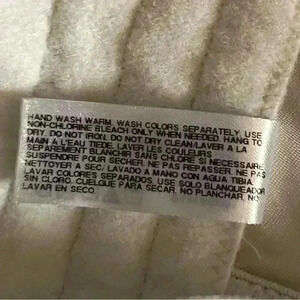 HAND WASH WARM. WASH COLORS SEPARATELY. USE
NON-CHLORINE BLEACH ONLY WHEN NEEDED. HANG TO
DRY. DO NOT IRON. DO NOT DRY CLEAN/LAVER A LA
MAIN A L'EAU TIEDE. LAVER LES COULEURS
SEPAREMENT BLANCHIR SANS CHLORE SI NECESSAIRE
SUSPENDRE POUR SECHER. NE PAS REPASSER. NE PAS
NETTOYER A SEC/ LAVADO A MANO CON AGUA TIBIA.
LAVAR COLORES SEPARADOS. USE SOLO BLANQUEADOR
SIN CLORO. CUELGUE PARA SECAR. NO PLANCHAR. NO
LAVAR EN SECO.